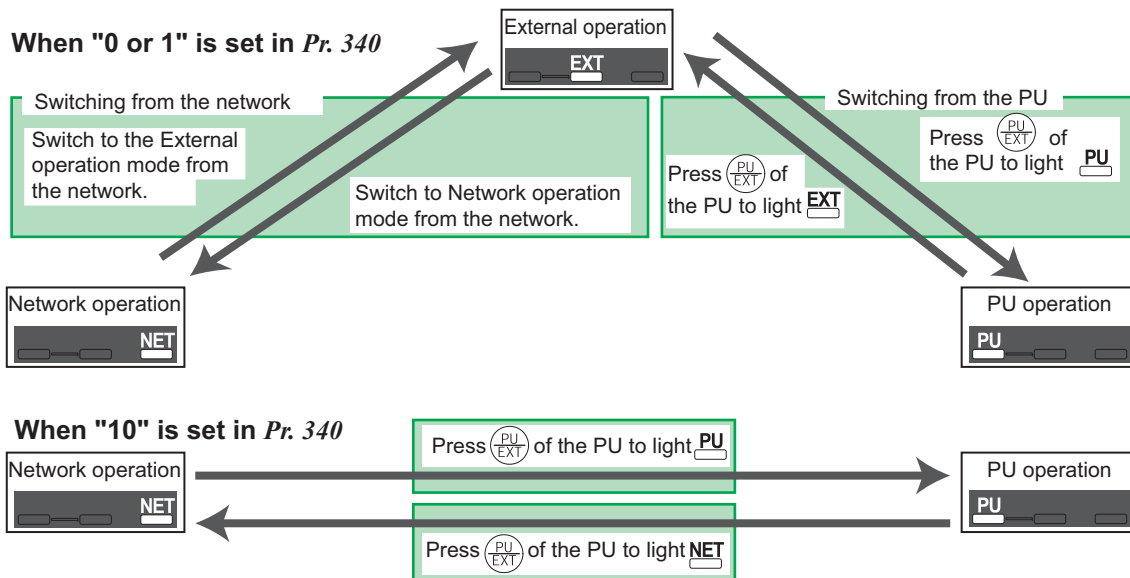 When "0 or 1" is set in Pr. 340
External operation
EXT
Switching from the network
Switch to the External
operation mode from
the network.
Switch to Network operation
mode from the network.
Switching from the PU
Press PU/EXT of
the PU to light PU
Press PU/EXT of
the PU to light EXT
Network operation
NET
PU operation
PU
When "10" is set in Pr. 340
Network operation
NET
Press PU/EXT of the PU to light PU
PU operation
PU
Press PU/EXT of the PU to light NET